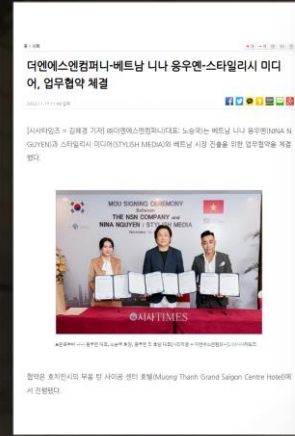 더엔에스엔컴퍼니-베트남 니나 응우옌-스타일리시 미디
어, 업무협약 체결
[시사타임즈 = 김혜경 기자] ㈜더엔에스엔컴퍼니(대표: 노승국)는 베트남 니나 응우옌(NINA N
GUYEN)과 스타일리시 미디어(STYLISH MEDIA)와 베트남 시장 진출을 위한 업무협약을 체결
했다.
MOU SIGNING CEREMONY
Between
THE NSN COMPANY and
NINA NGUYEN | STYLISH MEDIA
November
시사TIMES
협약은 호치민시의 무옹 탄 사이공 센터 호텔(Muong Thanh Grand Saigon Centre Hotel)에
서 진행됐다.